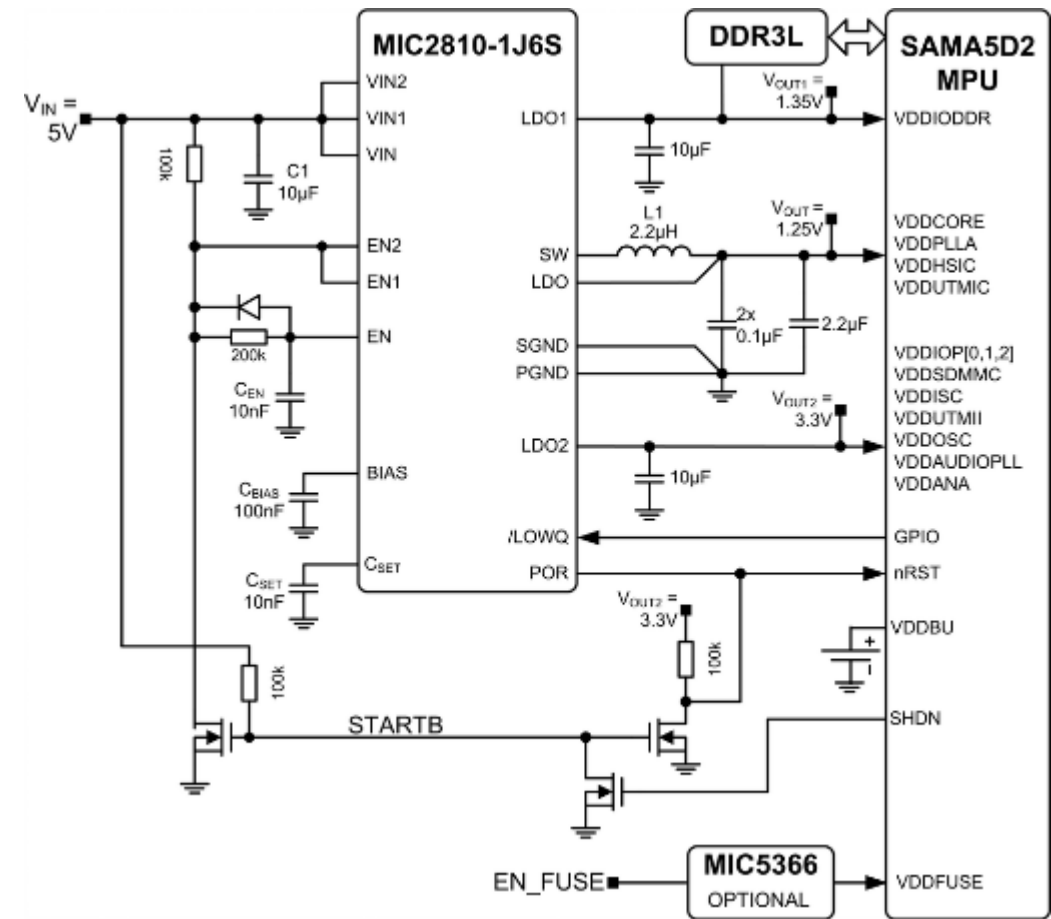 MIC2810-1J6S
DDR3L
SAMA5D2
MPU
VIN =
5V
100k
C1
10µF
VIN2
VIN1
VIN
EN2
EN1
EN
200k
CEN
10nF
BIAS
CBIAS
100nF
CSET
CSET
10nF
LDO1
SW
LDO
SGND
PGND
LDO2
/LOWQ
POR
10µF
VOUT1 =
1.35V
L1
2.2µH
VOUT =
1.25V
2x
0.1µF
2.2µF
VOUT2 =
3.3V
10µF
VDDIODDR
VDDCORE
VDDPLLA
VDDHSIC
VDDUTMIC
VDDIOP[0,1,2]
VDDSDMMC
VDDISC
VDDUTMII
VDDOSC
VDDAUDIOPLL
VDDANA
GPIO
nRST
VDDBU
SHDN
VDDFUSE
VOUT2 =
3.3V
100k
+
–
100k
STARTB
EN_FUSE
MIC5366
OPTIONAL